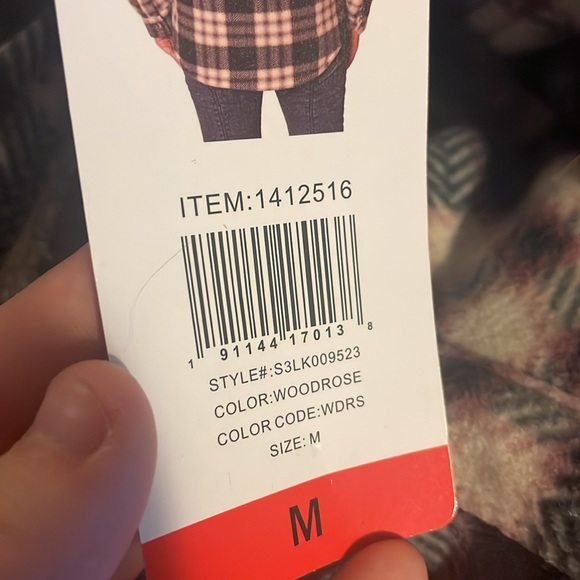 ITEM:1412516
1 91144 17013 8
STYLE#:S3LK009523
COLOR:WOODROSE
COLOR CODE:WDRS
SIZE: M
M